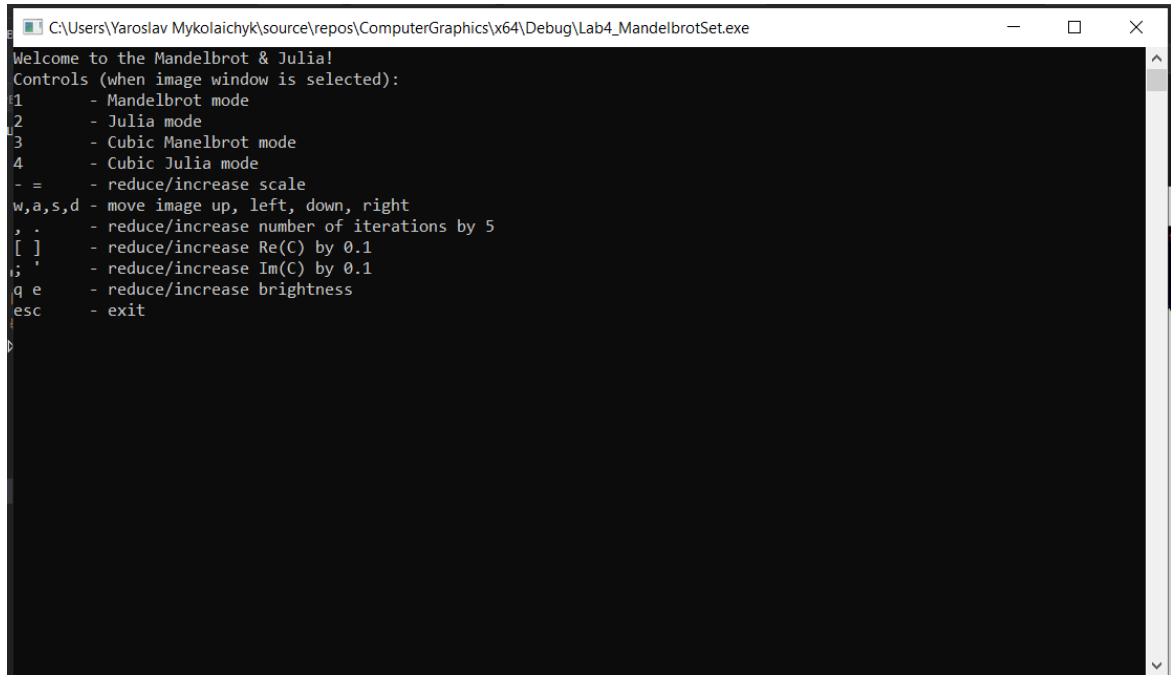 C:\Users\Yaroslav Mykolaichyk\source\repos\ComputerGraphics\x64\Debug\Lab4_MandelbrotSet.exe
Welcome to the Mandelbrot & Julia!
Controls (when image window is selected):
1       - Mandelbrot mode
2       - Julia mode
3       - Cubic Manelbrot mode
4       - Cubic Julia mode
- =     - reduce/increase scale
w,a,s,d - move image up, left, down, right
, .     - reduce/increase number of iterations by 5
[ ]     - reduce/increase Re(C) by 0.1
; '     - reduce/increase Im(C) by 0.1
q e     - reduce/increase brightness
esc     - exit